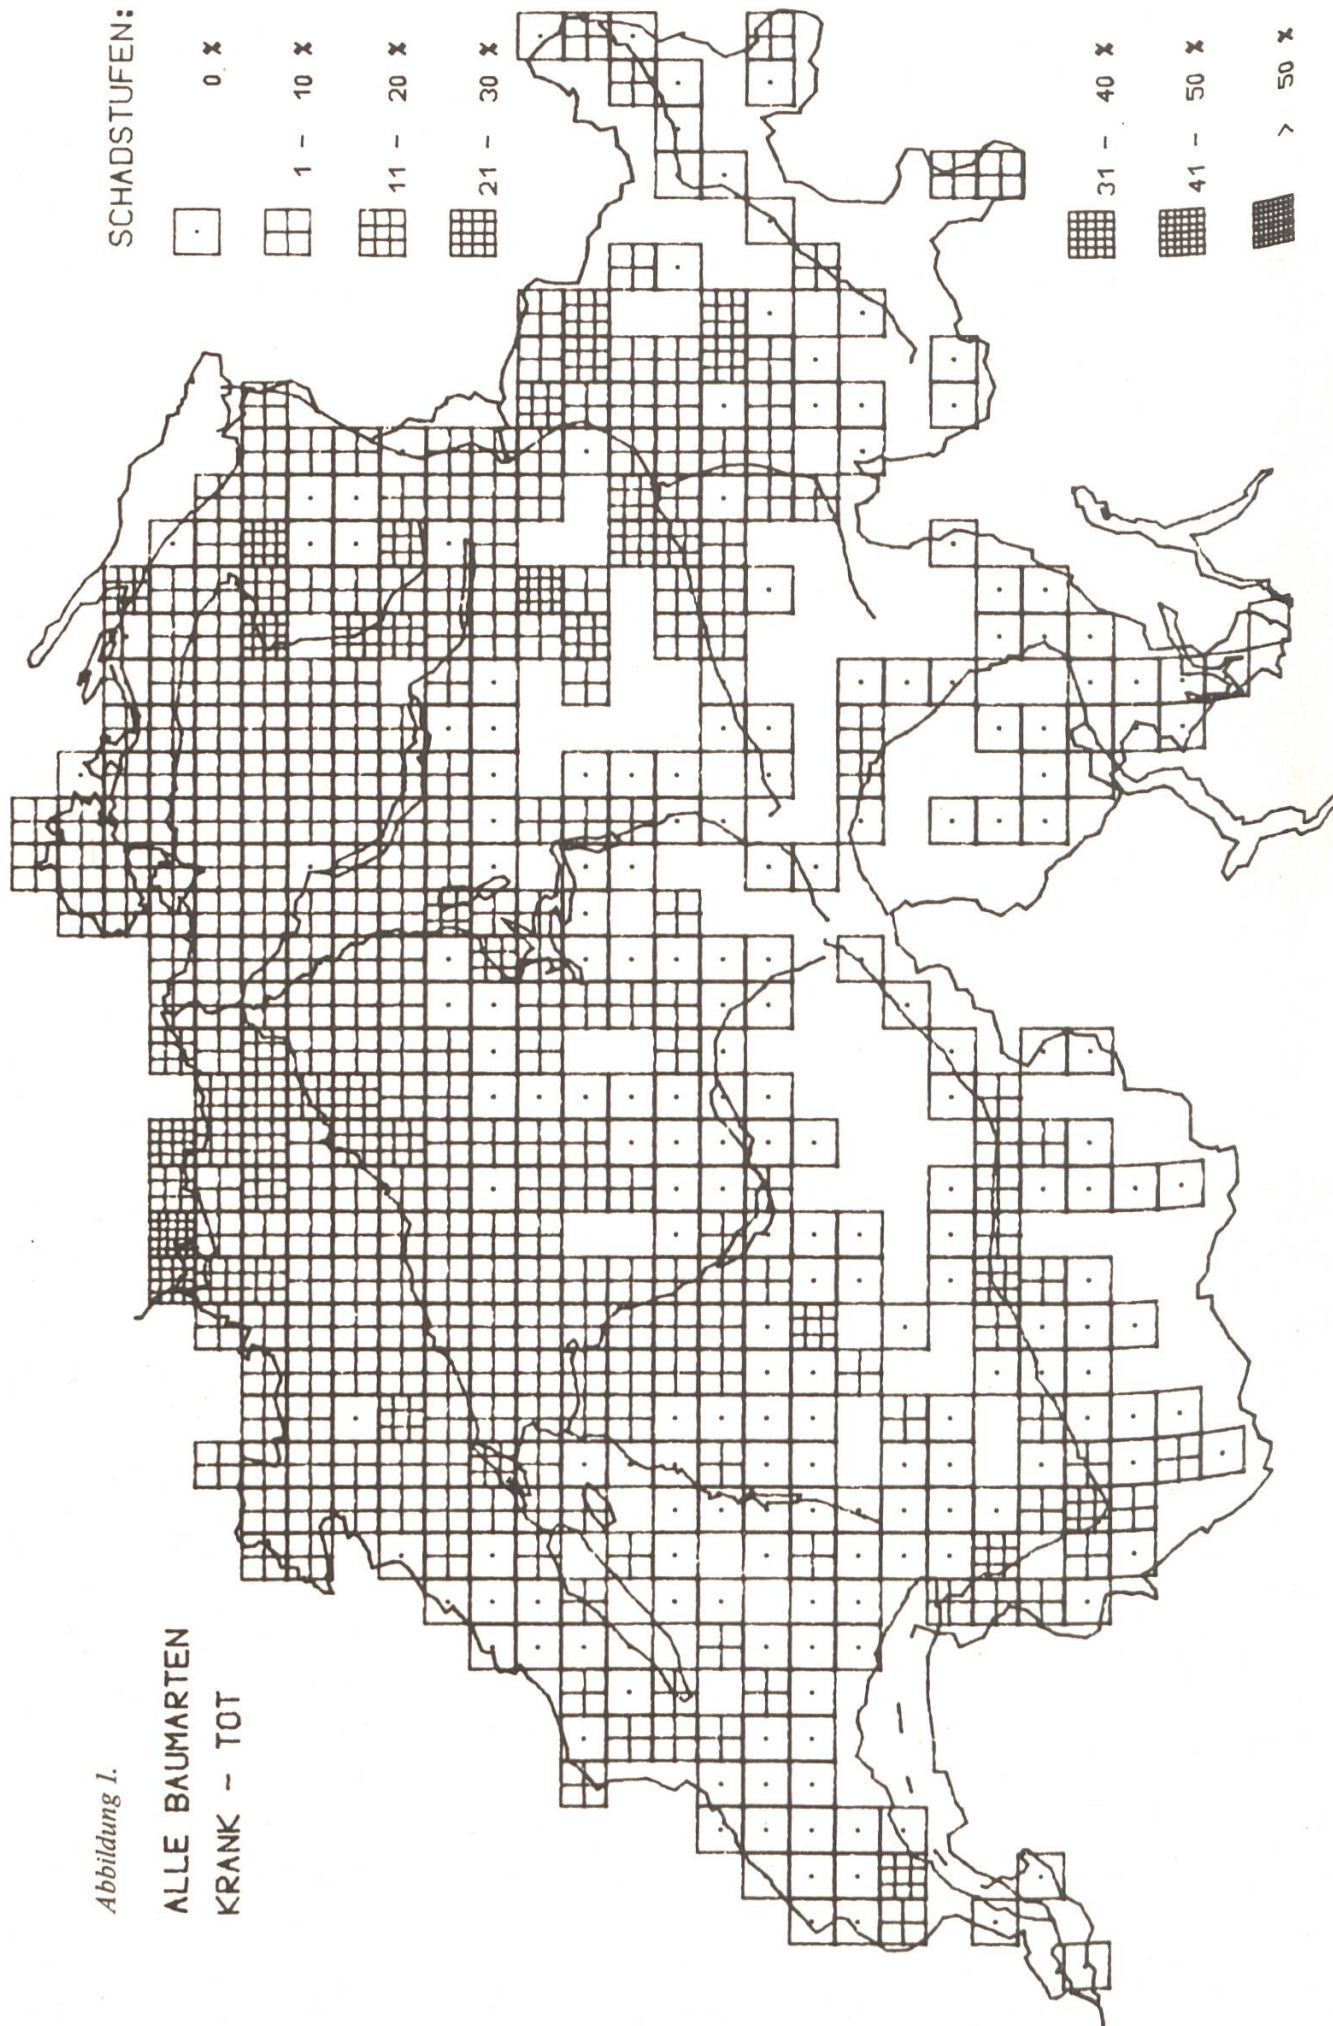 Abbildung 1.
ALLE BAUMARTEN
KRANK - TOT
SCHADSTUFEN:
0 %
1 - 10 %
11 - 20 %
21 - 30 %
31 - 40 %
41 - 50 %
> 50 %